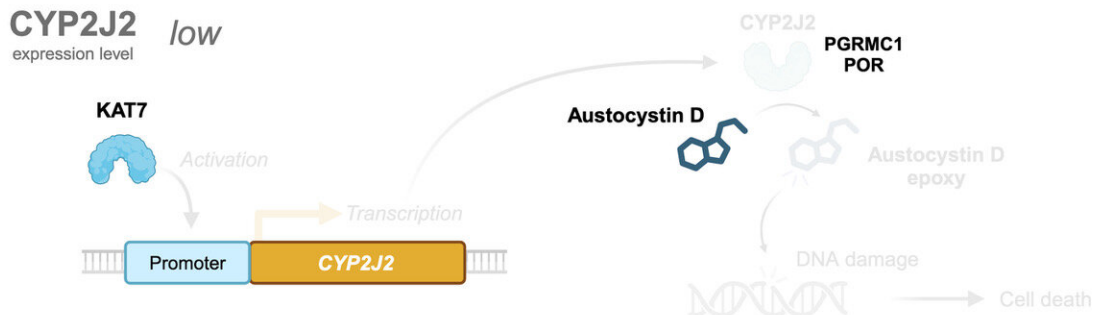 CYP2J2 low
expression level
KAT7
Activation
Transcription
Promoter
CYP2J2
CYP2J2
PGRMC1
POR
Austocystin D
Austocystin D
epoxy
DNA damage
Cell death